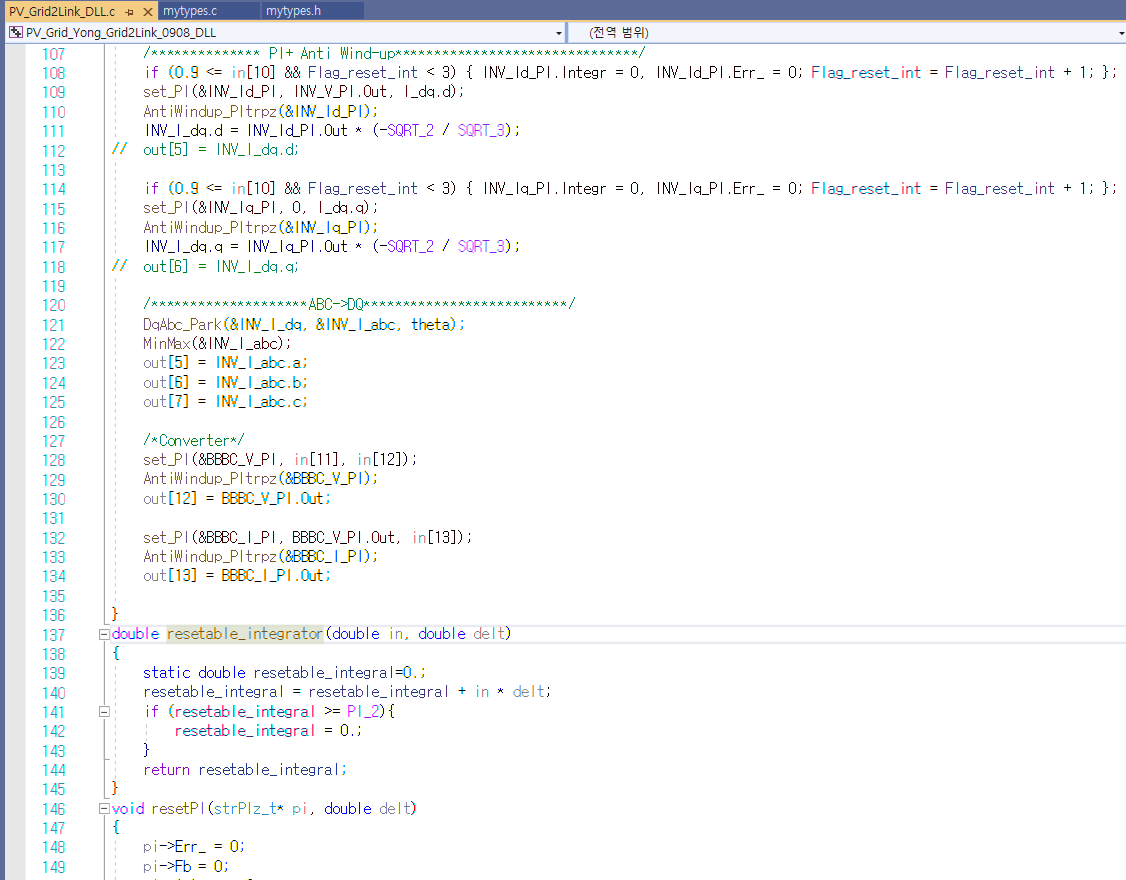 PV_Grid2Link_DLL.c mytypes.c mytypes.h
PV_Grid_Yong_Grid2Link_0908_DLL (전역 범위)
107 /************** PI+ Anti Wind-up*******************************/
108 if (0.9 <= in[10] && Flag_reset_int < 3) { INV_Id_PI.Integr = 0, INV_Id_PI.Err_ = 0; Flag_reset_int = Flag_reset_int + 1; };
109 set_PI(&INV_Id_PI, INV_V_PI.Out, I_dq.d);
110 AntiWindup_PItrpz(&INV_Id_PI);
111 INV_I_dq.d = INV_Id_PI.Out * (-SQRT_2 / SQRT_3);
112 // out[5] = INV_I_dq.d;
113
114 if (0.9 <= in[10] && Flag_reset_int < 3) { INV_Iq_PI.Integr = 0, INV_Iq_PI.Err_ = 0; Flag_reset_int = Flag_reset_int + 1; };
115 set_PI(&INV_Iq_PI, 0, I_dq.q);
116 AntiWindup_PItrpz(&INV_Iq_PI);
117 INV_I_dq.q = INV_Iq_PI.Out * (-SQRT_2 / SQRT_3);
118 // out[6] = INV_I_dq.q;
119
120 /********************ABC->DQ**************************/
121 DqAbc_Park(&INV_I_dq, &INV_I_abc, theta);
122 MinMax(&INV_I_abc);
123 out[5] = INV_I_abc.a;
124 out[6] = INV_I_abc.b;
125 out[7] = INV_I_abc.c;
126
127 /*Converter*/
128 set_PI(&BBBC_V_PI, in[11], in[12]);
129 AntiWindup_PItrpz(&BBBC_V_PI);
130 out[12] = BBBC_V_PI.Out;
131
132 set_PI(&BBBC_I_PI, BBBC_V_PI.Out, in[13]);
133 AntiWindup_PItrpz(&BBBC_I_PI);
134 out[13] = BBBC_I_PI.Out;
135
136 }
137 double resetable_integrator(double in, double delt)
138 {
139 static double resetable_integral=0.;
140 resetable_integral = resetable_integral + in * delt;
141 if (resetable_integral >= PI_2){
142 resetable_integral = 0.;
143 }
144 return resetable_integral;
145 }
146 void resetPI(strPIz_t* pi, double delt)
147 {
148 pi->Err_ = 0;
149 pi->Fb = 0;